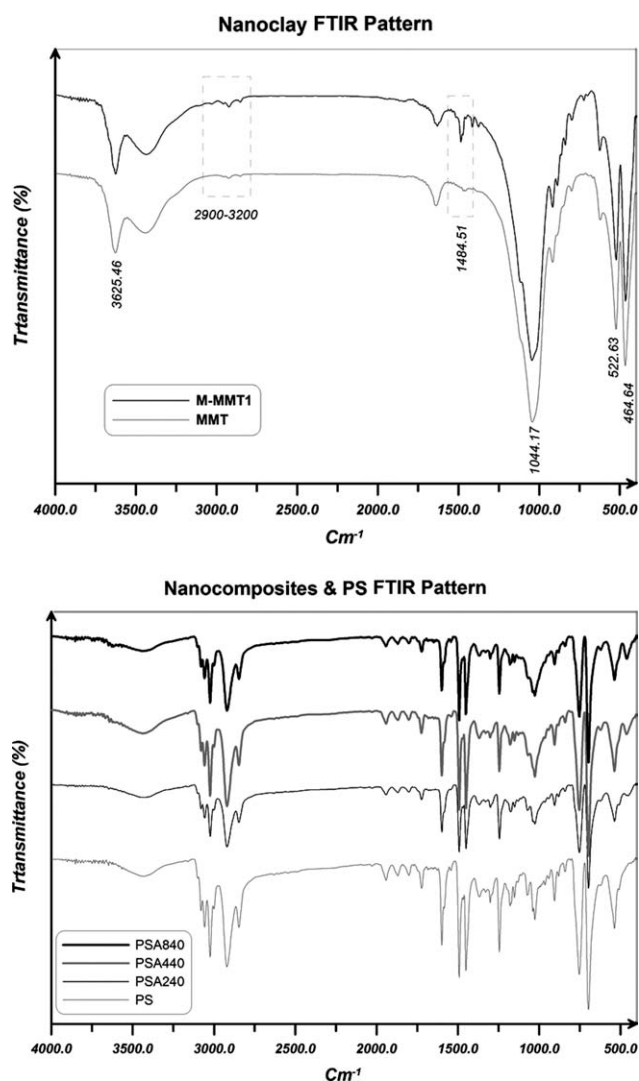 Nanoclay FTIR Pattern
Trtansmittance (%)
2900-3200
3625.46
1484.51
1044.17
522.63
464.64
M-MMT1
MMT
4000.0 3500.0 3000.0 2500.0 2000.0 1500.0 1000.0 500.0
Cm-1
Nanocomposites & PS FTIR Pattern
Trtansmittance (%)
PSA840
PSA440
PSA240
PS
4000.0 3500.0 3000.0 2500.0 2000.0 1500.0 1000.0 500.0
Cm-1